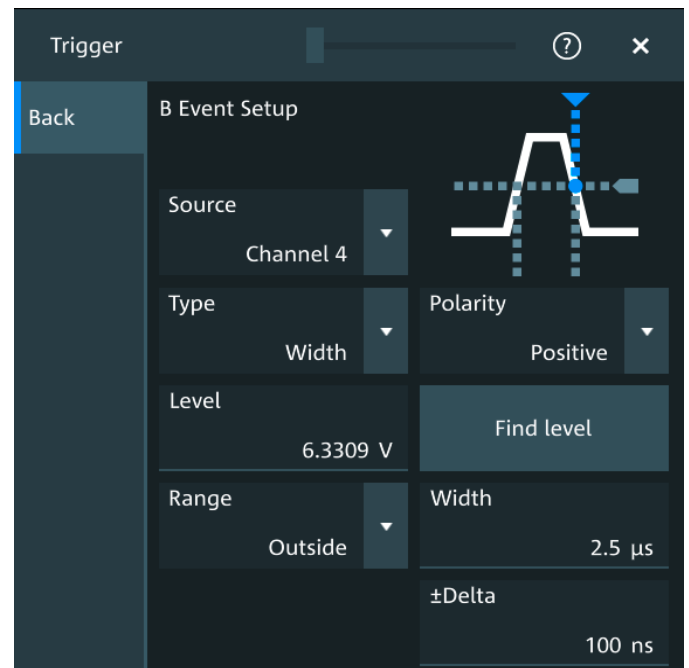 Trigger
?
×
Back
B Event Setup
Source
Channel 4
Type
Width
Polarity
Positive
Level
6.3309 V
Find level
Range
Outside
Width
2.5 µs
±Delta
100 ns